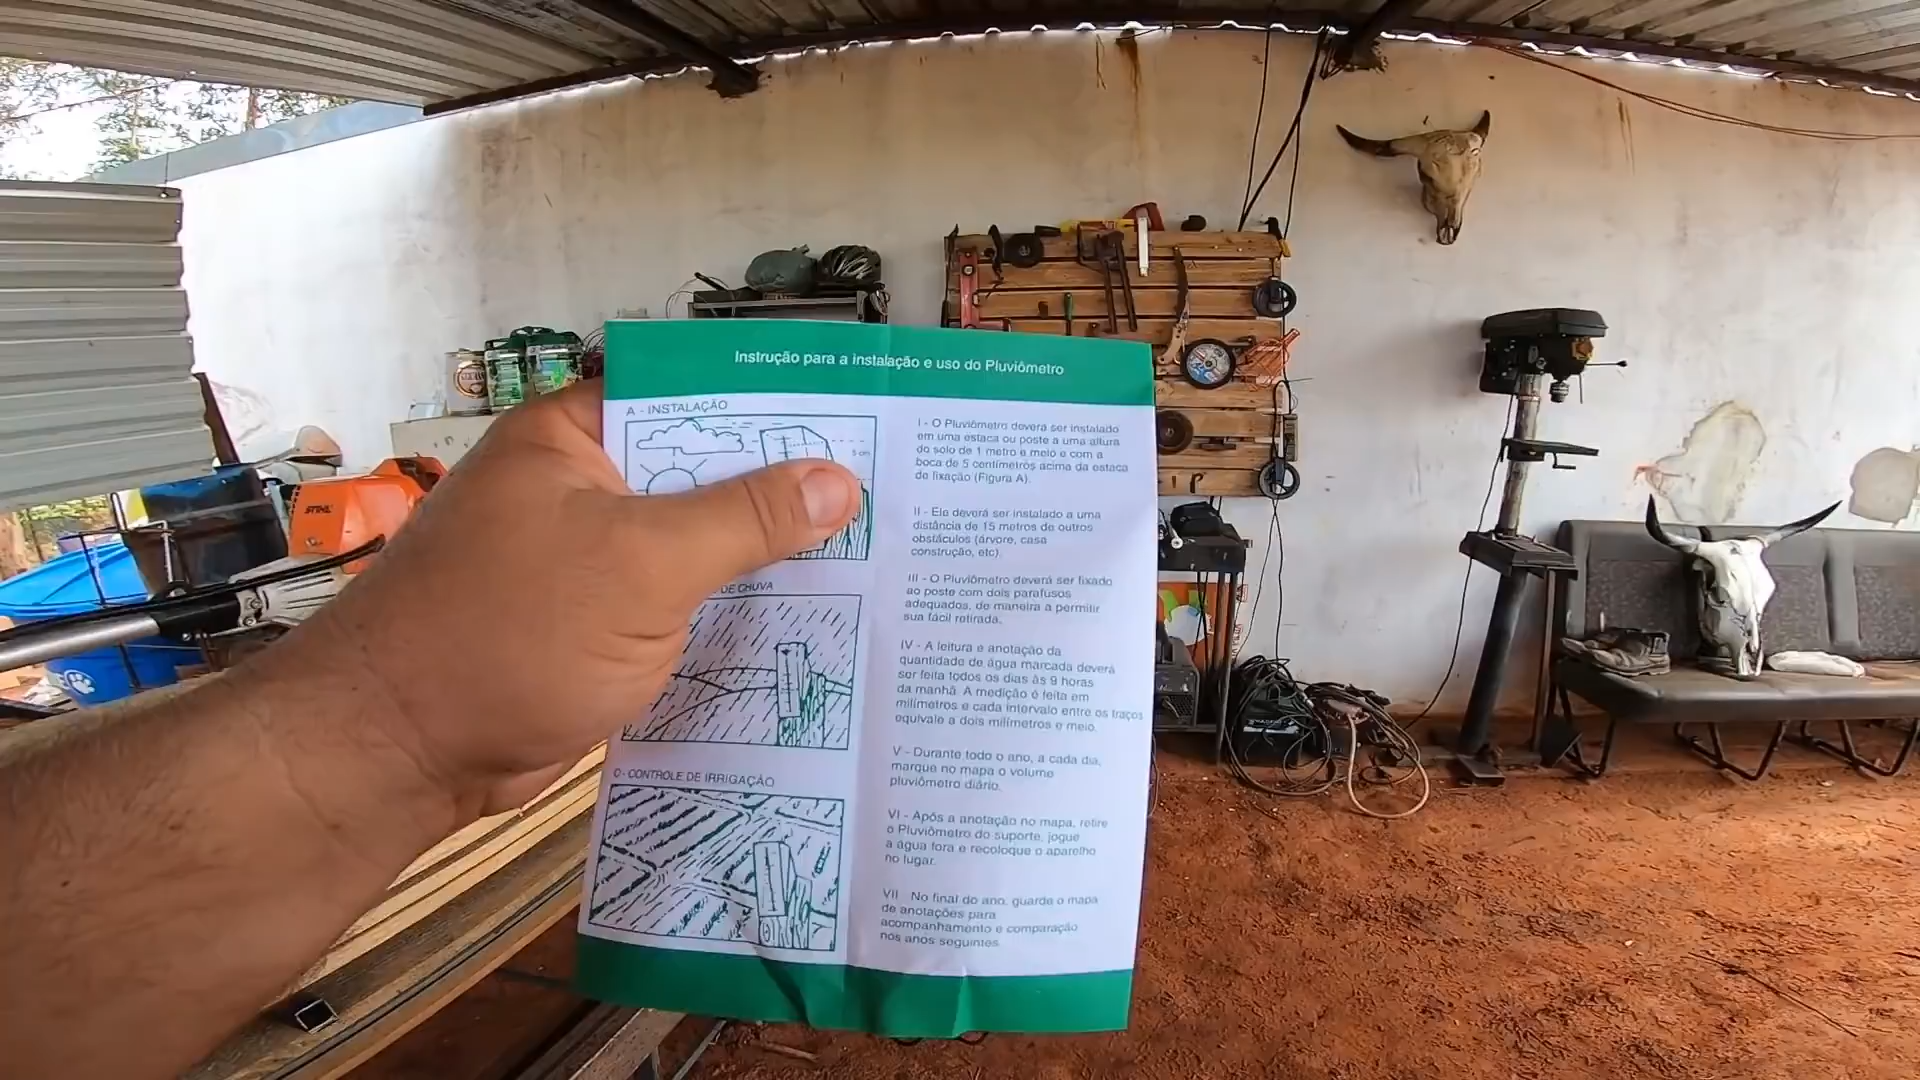 Instrução para a instalação e uso do Pluviômetro
A - INSTALAÇÃO
5 cm
DE CHUVA
C - CONTROLE DE IRRIGAÇÃO
I - O Pluviômetro deverá ser instalado
em uma estaca ou poste a uma altura
do solo de 1 metro e meio e com a
boca de 5 centímetros acima da estaca
de fixação (Figura A).
II - Ele deverá ser instalado a uma
distância de 15 metros de outros
obstáculos (árvore, casa
construção, etc).
III - O Pluviômetro deverá ser fixado
ao poste com dois parafusos
adequados, de maneira a permitir
sua fácil retirada.
IV - A leitura e anotação da
quantidade de água marcada deverá
ser feita todos os dias às 9 horas
da manhã. A medição é feita em
milímetros e cada intervalo entre os traços
equivale a dois milímetros e meio.
V - Durante todo o ano, a cada dia,
marque no mapa o volume
pluviômetro diário.
VI - Após a anotação no mapa, retire
o Pluviômetro do suporte, jogue
a água fora e recoloque o aparelho
no lugar.
VII No final do ano, guarde o mapa
de anotações para
acompanhamento e comparação
nos anos seguintes.
STIHL